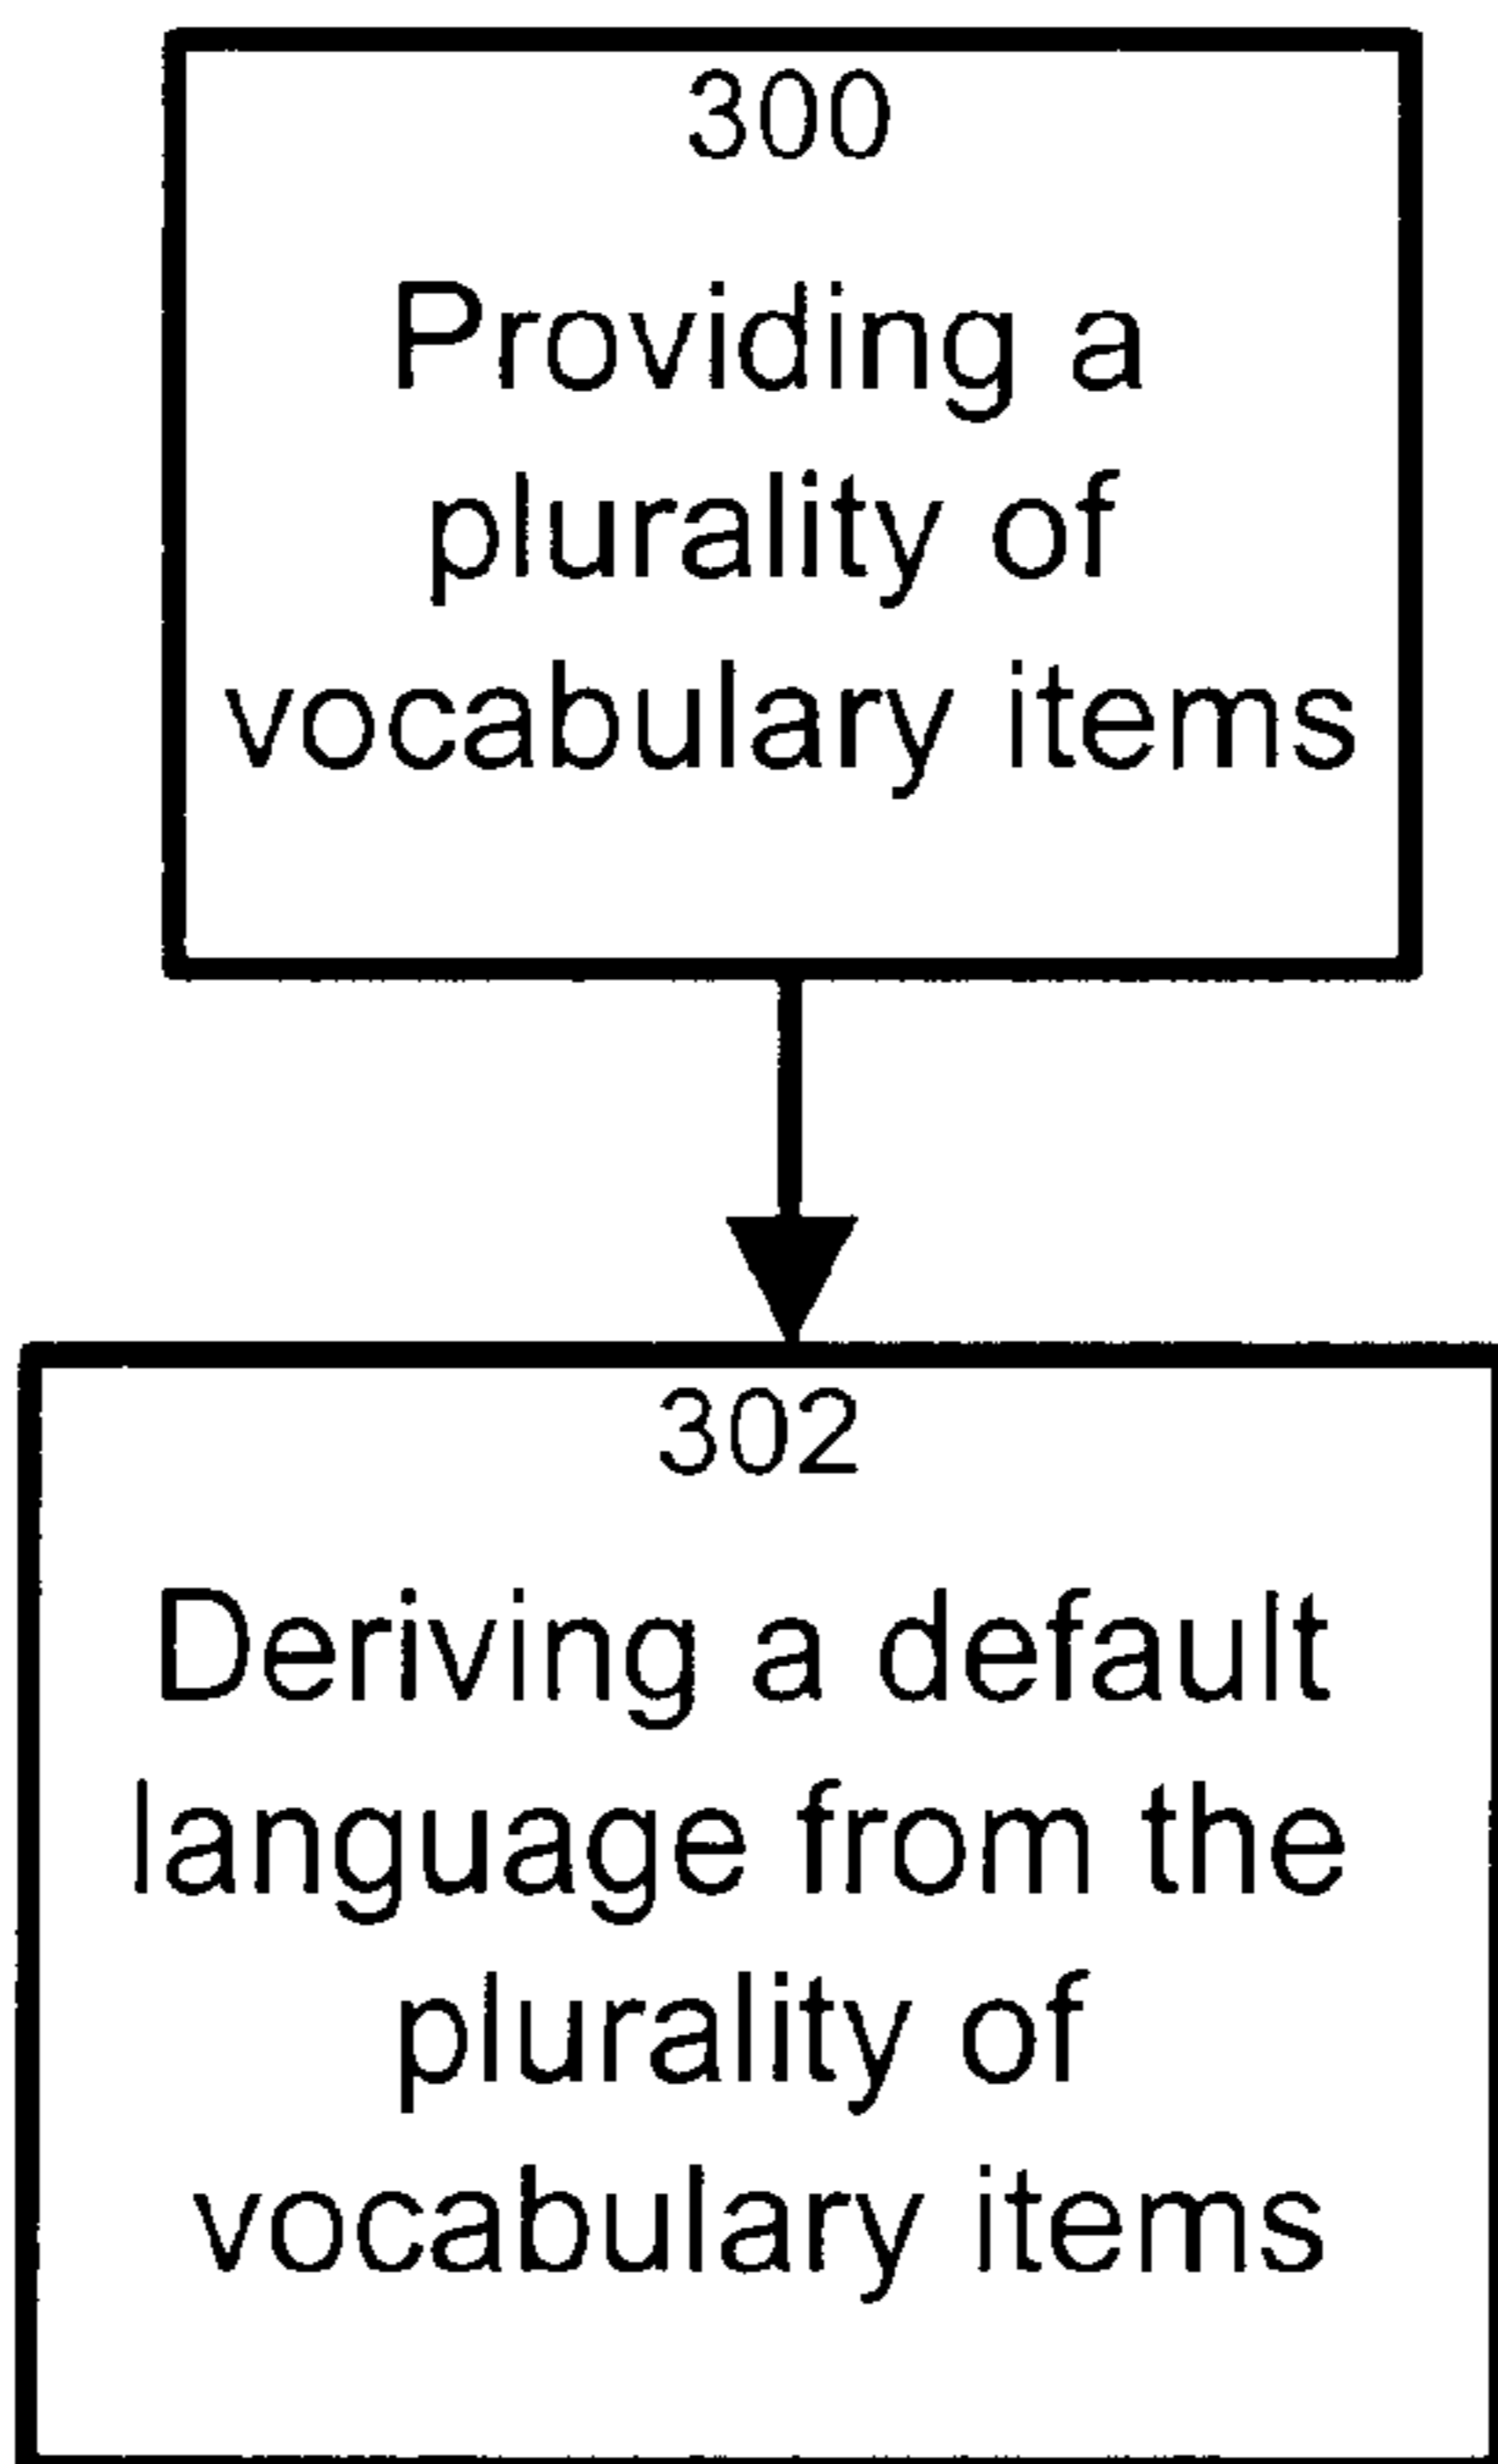 300
Providing a
plurality of
vocabulary items
302
Deriving a default
language from the
plurality of
vocabulary items